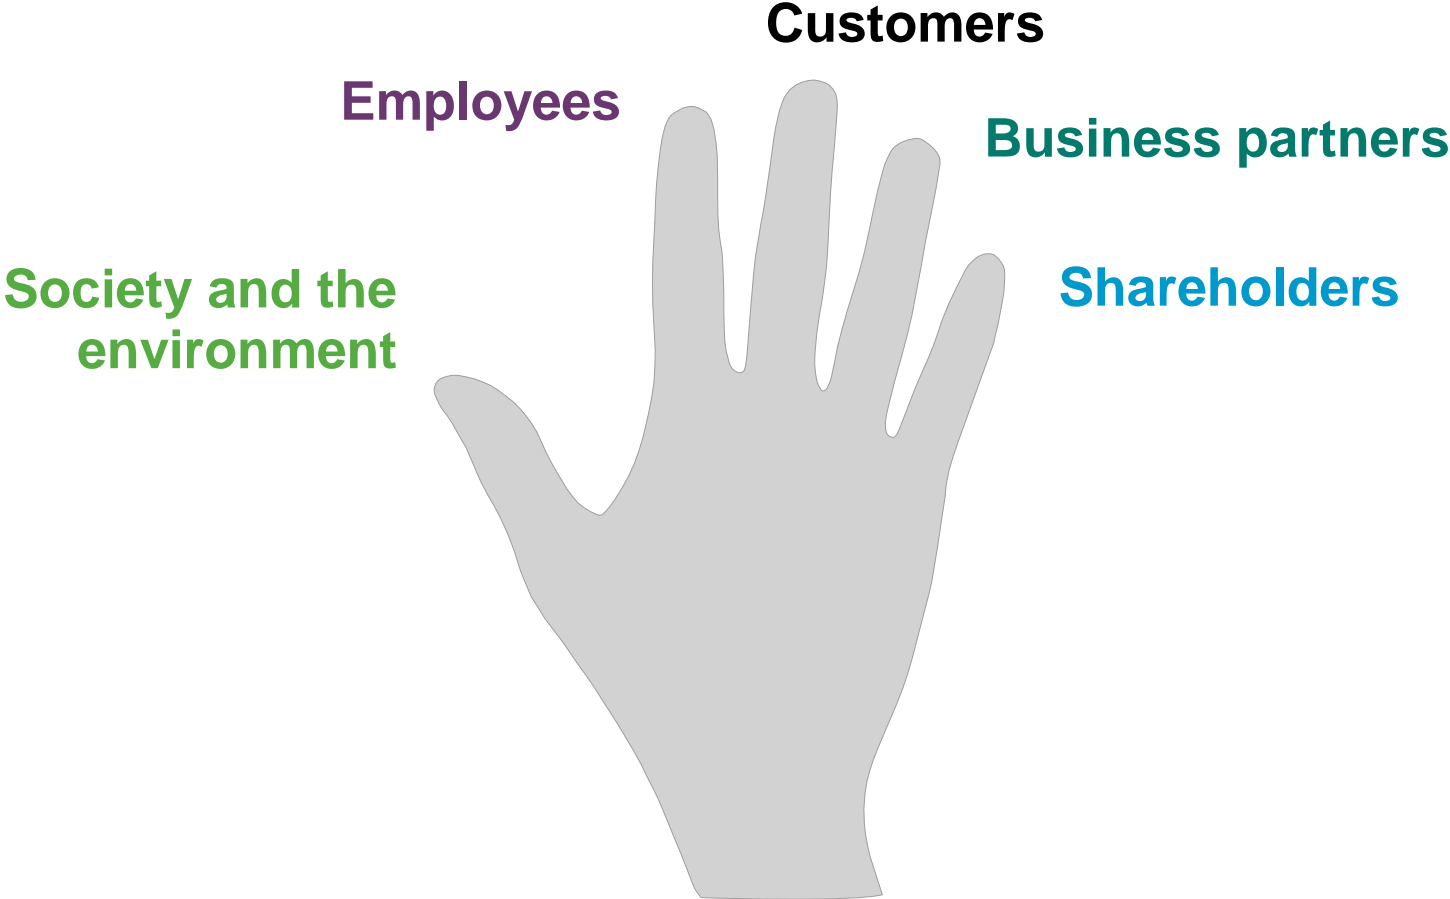 Customers
Employees
Business partners
Society and the
environment
Shareholders